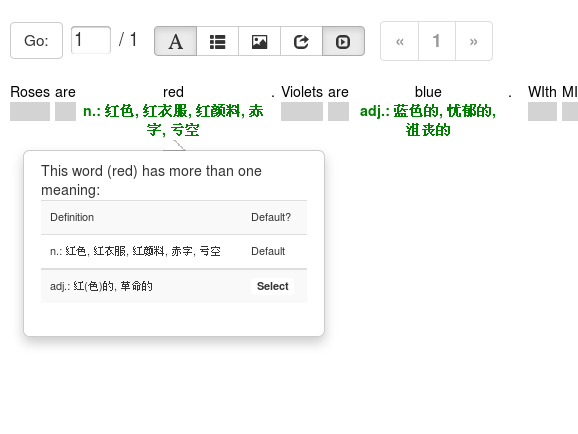 Go: 1 / 1 A « 1 »
Roses are red . Violets are blue . WIth MI
n.: 红色, 红衣服, 红颜料, 赤字, 亏空
adj.: 蓝色的, 忧郁的, 沮丧的
This word (red) has more than one
meaning:
Definition Default?
n.: 红色, 红衣服, 红颜料, 赤字, 亏空 Default
adj.: 红(色)的, 革命的 Select